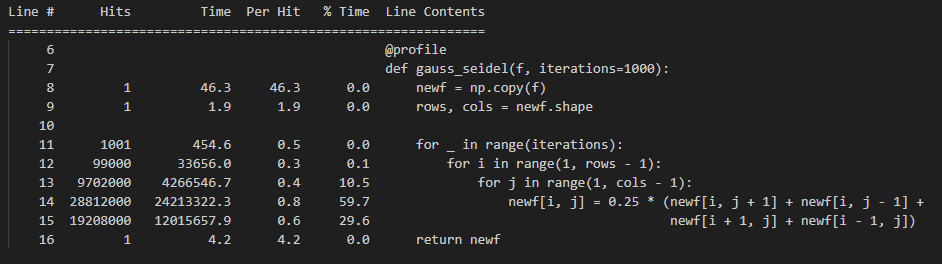 Line #      Hits         Time  Per Hit   % Time  Line Contents
==============================================================
     6                                           @profile
     7                                           def gauss_seidel(f, iterations=1000):
     8         1         46.3     46.3      0.0      newf = np.copy(f)
     9         1          1.9      1.9      0.0      rows, cols = newf.shape
    10
    11      1001        454.6      0.5      0.0      for _ in range(iterations):
    12     99000      33656.0      0.3      0.1          for i in range(1, rows - 1):
    13   9702000    4266546.7      0.4     10.5              for j in range(1, cols - 1):
    14  28812000   24213322.3      0.8     59.7                  newf[i, j] = 0.25 * (newf[i, j + 1] + newf[i, j - 1] +
    15  19208000   12015657.9      0.6     29.6                                       newf[i + 1, j] + newf[i - 1, j])
    16         1          4.2      4.2      0.0      return newf